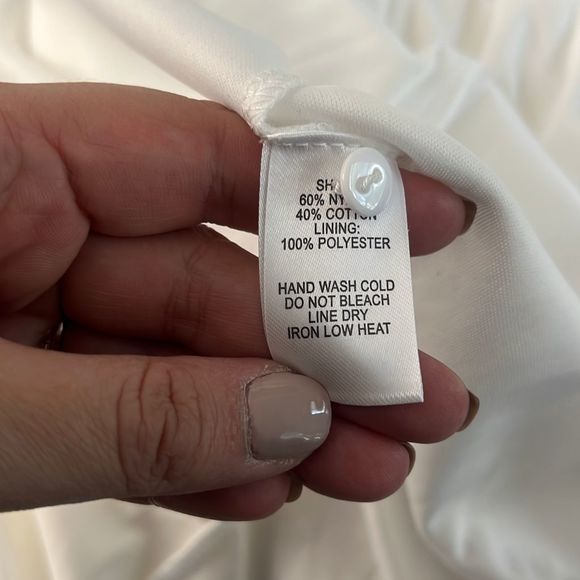 60%
40% COTTON
LINING:
100% POLYESTER
HAND WASH COLD
DO NOT BLEACH
LINE DRY
IRON LOW HEAT